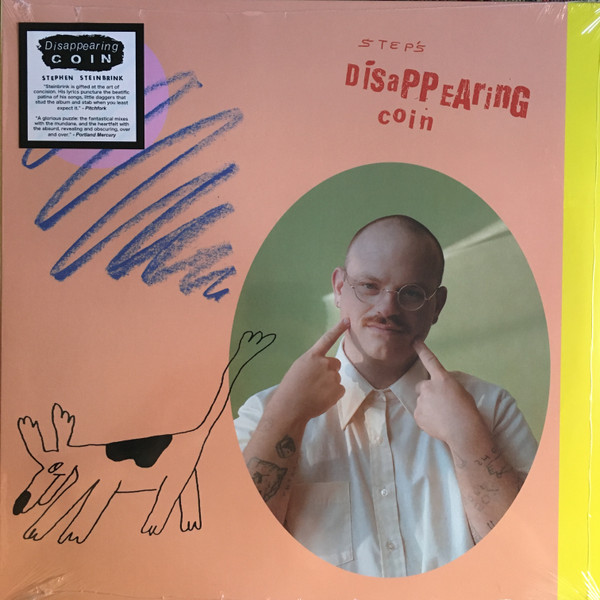 Disappearing
COIN
STEPHEN STEINBRINK
"Steinbrink is gifted at the art of
concision. His lyrics puncture the beatific
patina of his songs, little daggers that
stud the album and stab when you least
expect it." - Pitchfork
"A glorious puzzle: the fantastical mixes
with the mundane, and the heartfelt with
the absurd, revealing and obscuring, over
and over." - Portland Mercury
STEP'S
DISAPPEARING
COIN